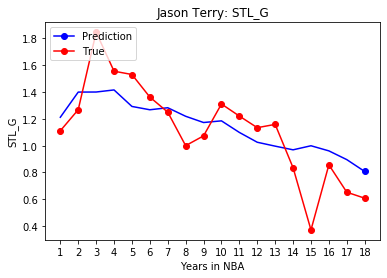 Jason Terry: STL_G
Prediction
True
STL_G
1.8
1.6
1.4
1.2
1.0
0.8
0.6
0.4
1 2 3 4 5 6 7 8 9 10 11 12 13 14 15 16 17 18
Years in NBA